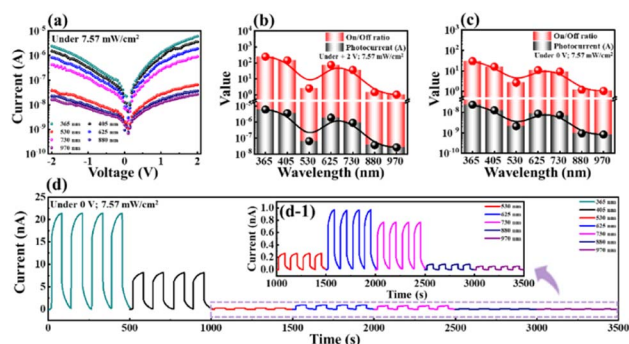 (a)
Under 7.57 mW/cm²
Current (A)
10⁻⁴
10⁻⁵
10⁻⁶
10⁻⁷
10⁻⁸
10⁻⁹
10⁻¹⁰
365 nm 405 nm
530 nm 625 nm
730 nm 880 nm
970 nm
-2 -1 0 1 2
Voltage (V)
(b)
On/Off ratio
Photocurrent (A)
Under + 2 V; 7.57 mW/cm²
Value
10³
10²
10¹
10⁰
10⁻⁵
10⁻⁶
10⁻⁷
10⁻⁸
365 405 530 625 730 880 970
Wavelength (nm)
(c)
On/Off ratio
Photocurrent (A)
Under 0 V; 7.57 mW/cm²
Value
10²
10¹
10⁰
10⁻⁸
10⁻⁹
10⁻¹⁰
365 405 530 625 730 880 970
Wavelength (nm)
(d)
Under 0 V; 7.57 mW/cm²
Current (nA)
25
20
15
10
5
0
0 500 1000 1500 2000 2500 3000 3500
Time (s)
365 nm
405 nm
530 nm
625 nm
730 nm
880 nm
970 nm
(d-1)
Current (nA)
1.0
0.8
0.6
0.4
0.2
0.0
530 nm
625 nm
730 nm
880 nm
970 nm
1000 1500 2000 2500 3000 3500
Time (s)